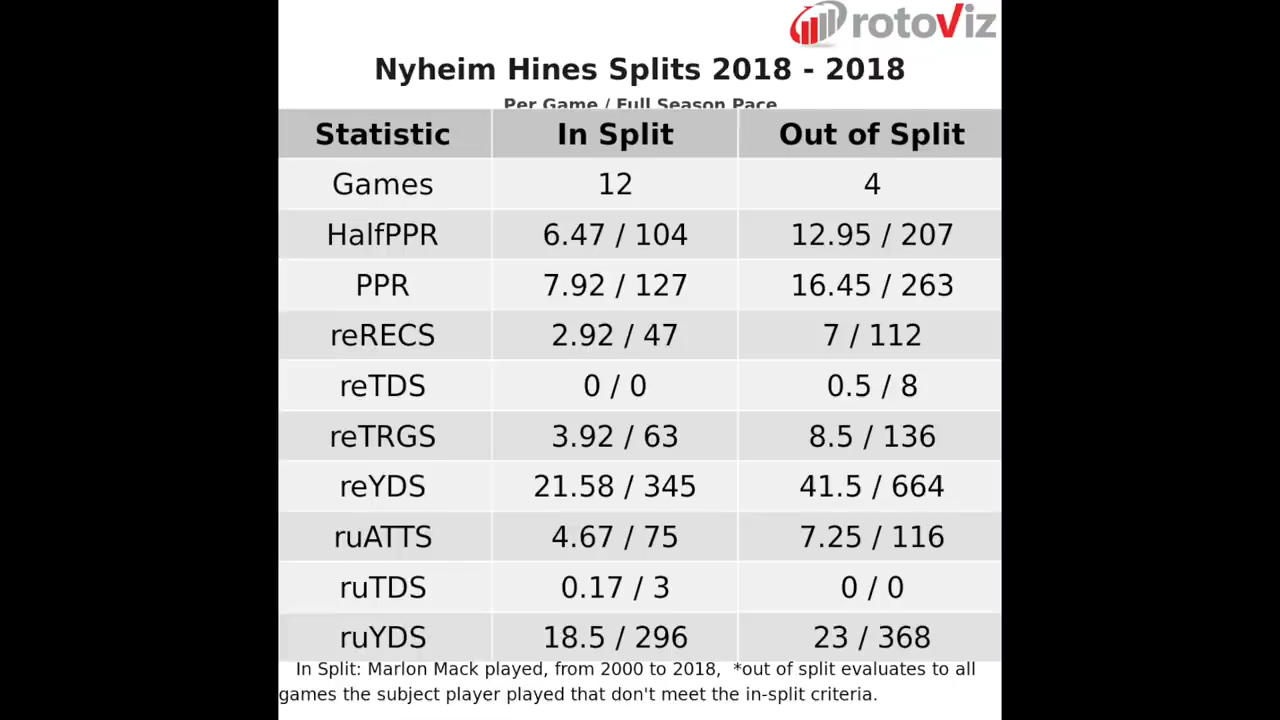 rotoViz
Nyheim Hines Splits 2018 - 2018
Per Game / Full Season Pace
Statistic In Split Out of Split
Games 12 4
HalfPPR 6.47 / 104 12.95 / 207
PPR 7.92 / 127 16.45 / 263
reRECS 2.92 / 47 7 / 112
reTDS 0 / 0 0.5 / 8
reTRGS 3.92 / 63 8.5 / 136
reYDS 21.58 / 345 41.5 / 664
ruATTS 4.67 / 75 7.25 / 116
ruTDS 0.17 / 3 0 / 0
ruYDS 18.5 / 296 23 / 368
In Split: Marlon Mack played, from 2000 to 2018, *out of split evaluates to all
games the subject player played that don't meet the in-split criteria.